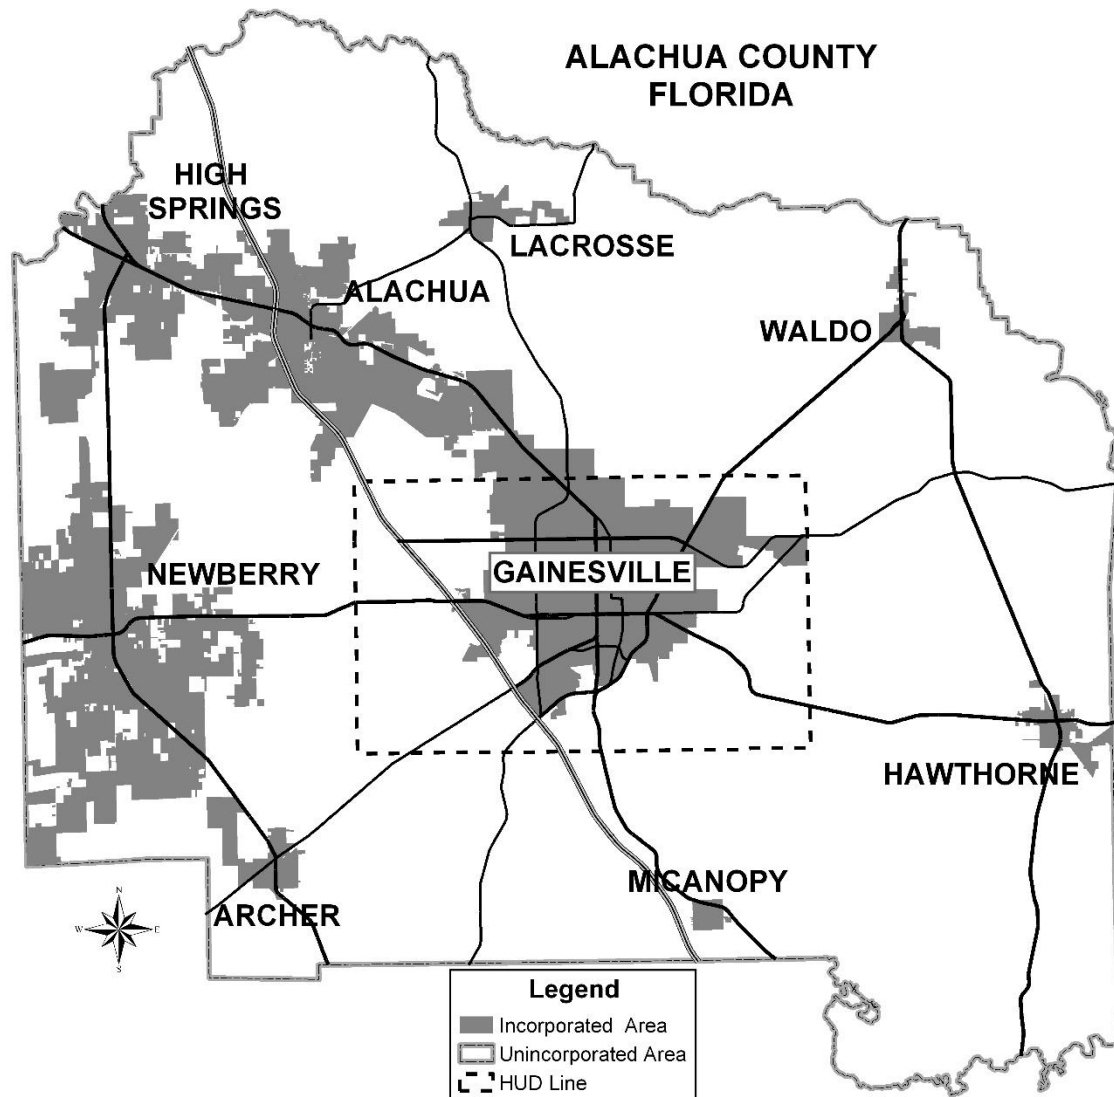 ALACHUA COUNTY
FLORIDA
HIGH
SPRINGS
LACROSSE
ALACHUA
WALDO
NEWBERRY
GAINESVILLE
HAWTHORNE
MICANOPY
ARCHER
N
W
E
S
Legend
Incorporated Area
Unincorporated Area
HUD Line